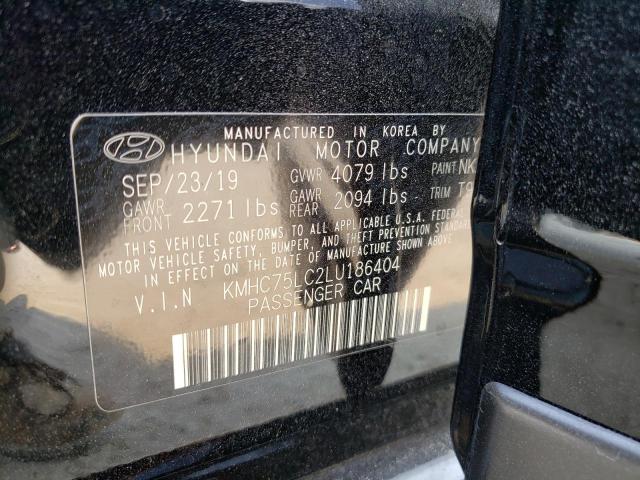 MANUFACTURED IN KOREA BY
HYUNDAI MOTOR COMPANY
SEP/23/19 GVWR 4079 lbs PAINT NK
GAWR FRONT 2271 lbs GAWR REAR 2094 lbs TRIM
THIS VEHICLE CONFORMS TO ALL APPLICABLE U.S.A. FEDERAL
MOTOR VEHICLE SAFETY, BUMPER, AND THEFT PREVENTION STANDARDS
IN EFFECT ON THE DATE OF MANUFACTURE SHOWN ABOVE.
V.I.N KMHC75LC2LU186404
PASSENGER CAR